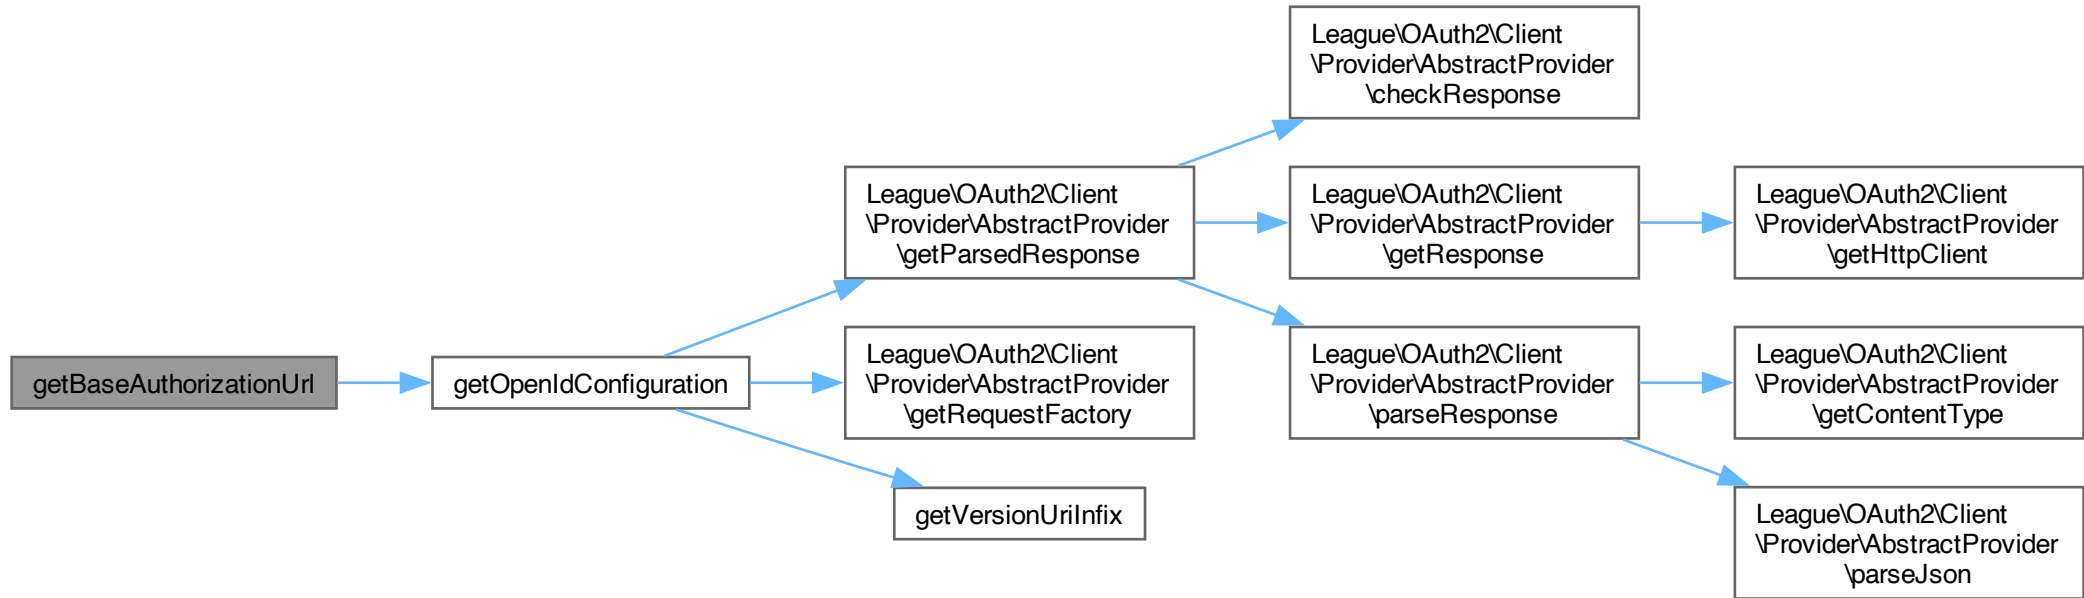 getBaseAuthorizationUrl
getOpenIdConfiguration
League\OAuth2\Client
\Provider\AbstractProvider
\getParsedResponse
League\OAuth2\Client
\Provider\AbstractProvider
\getRequestFactory
getVersionUriInfix
League\OAuth2\Client
\Provider\AbstractProvider
\checkResponse
League\OAuth2\Client
\Provider\AbstractProvider
\getResponse
League\OAuth2\Client
\Provider\AbstractProvider
\parseResponse
League\OAuth2\Client
\Provider\AbstractProvider
\getHttpClient
League\OAuth2\Client
\Provider\AbstractProvider
\getContentType
League\OAuth2\Client
\Provider\AbstractProvider
\parseJson